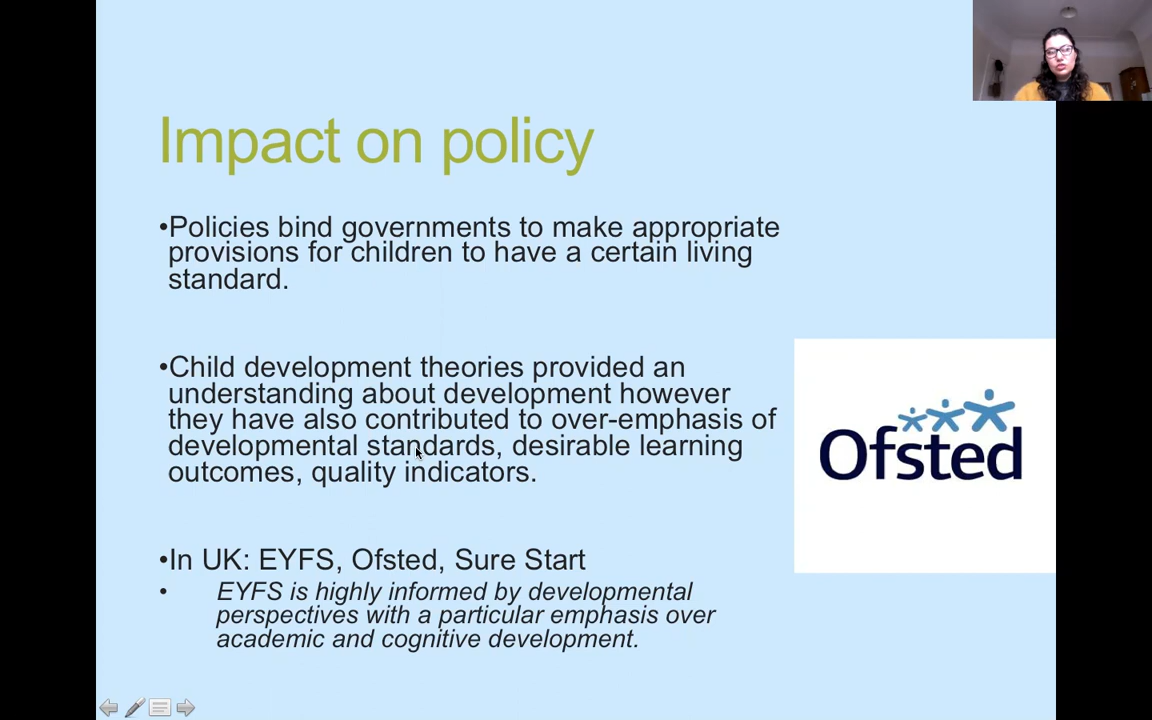 Impact on policy
•Policies bind governments to make appropriate
provisions for children to have a certain living
standard.
•Child development theories provided an
understanding about development however
they have also contributed to over-emphasis of
developmental standards, desirable learning
outcomes, quality indicators.
Ofsted
•In UK: EYFS, Ofsted, Sure Start
• EYFS is highly informed by developmental
perspectives with a particular emphasis over
academic and cognitive development.